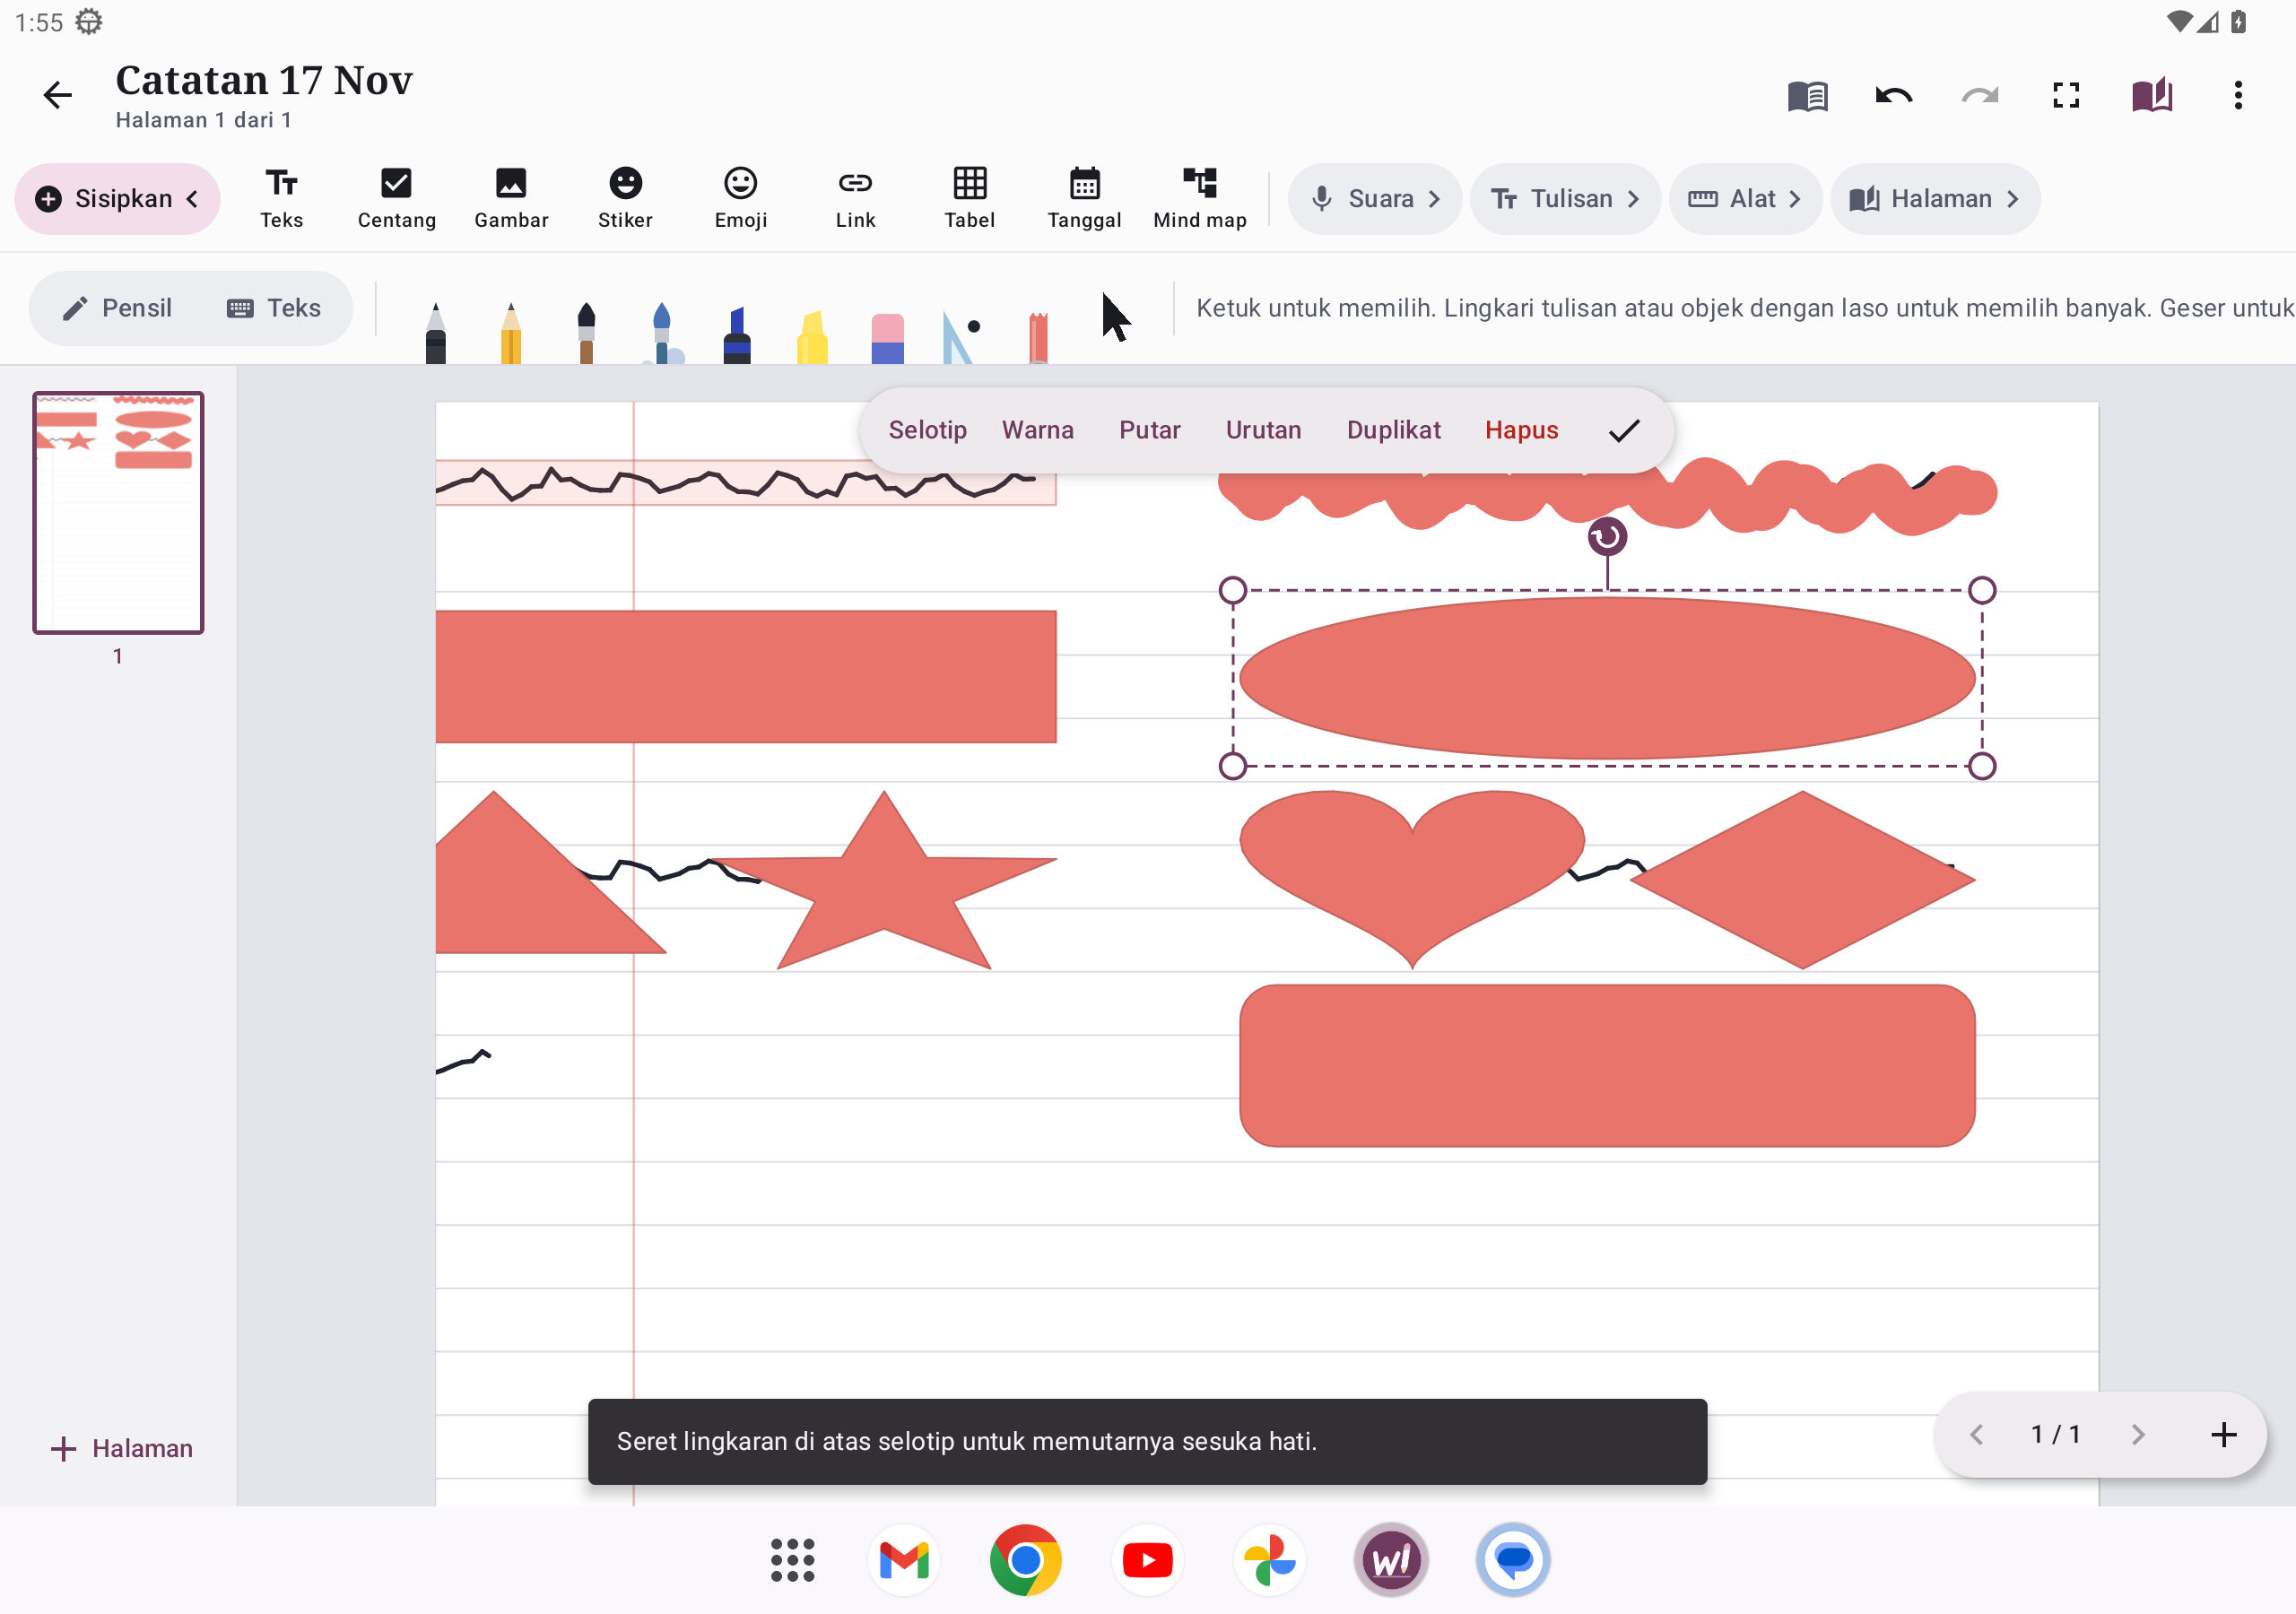 1:55
Catatan 17 Nov
Halaman 1 dari 1
Sisipkan
Teks
Centang
Gambar
Stiker
Emoji
Link
Tabel
Tanggal
Mind map
Suara
Tulisan
Alat
Halaman
Pensil
Teks
Ketuk untuk memilih. Lingkari tulisan atau objek dengan laso untuk memilih banyak. Geser untuk
Selotip Warna Putar Urutan Duplikat Hapus
1
Seret lingkaran di atas selotip untuk memutarnya sesuka hati.
Halaman
1 / 1